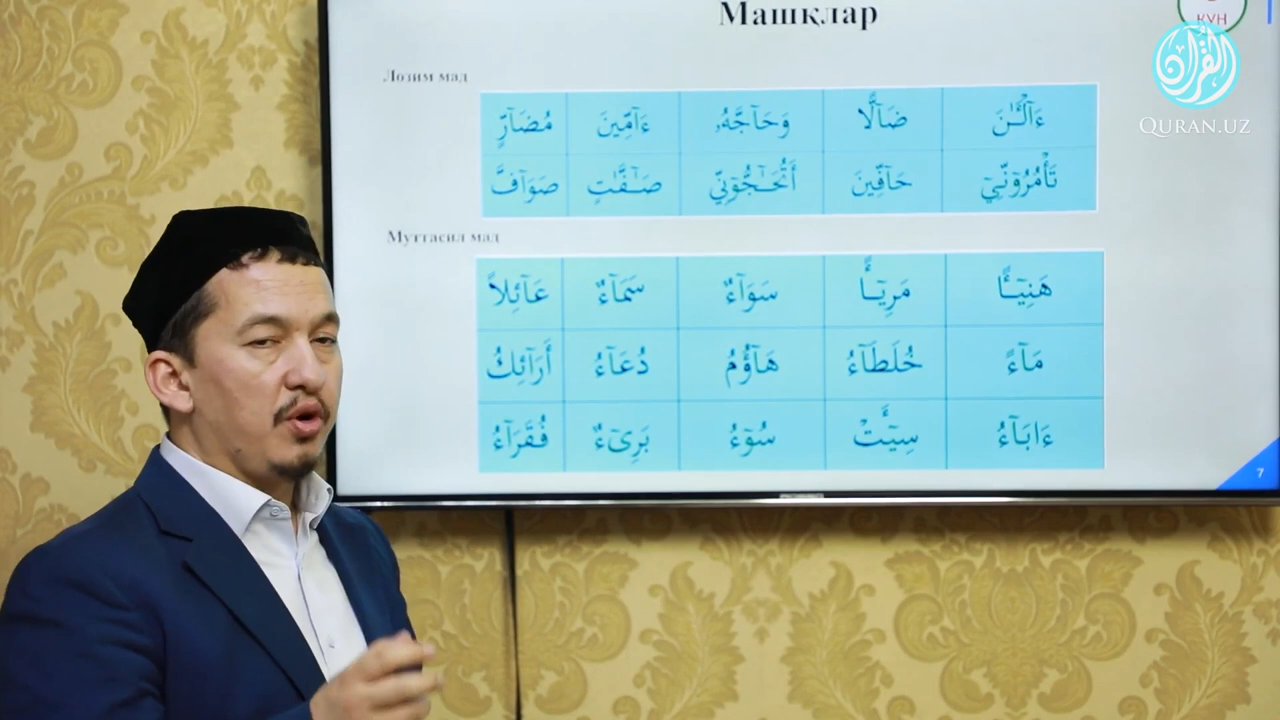 Машқлар
КУН
القرآن
QURAN.UZ
Лозим мад
ءَآلْـَٰٔنَ ضَآلًّا وَحَآجَّهُۥ ءَآمِّينَ مُضَآرٍّ
تَأْمُرُوٓنِّيٓ حَآفِّينَ أَتُحَـٰٓجُّوٓنِّي صَـٰٓفَّـٰتٍ صَوَآفَّ
Муттасил мад
هَنِيٓـًٔا مَرِيٓـًٔا سَوَآءٌ سَمَآءٌ عَآئِلاً
مَآءً خُلَطَآءُ هَآؤُمُ دُعَآءُ أَرَآئِكُ
ءَابَآءُ سِيٓـَٔتْ سُوٓءُ بَرِيٓءٌ فُقَرَآءُ
7